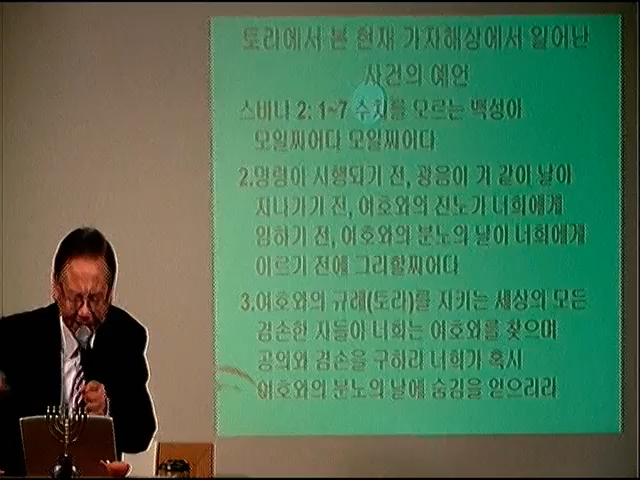 토라에서 본 현재 가자해상에서 일어난
사건의 예언
스바냐 2: 1~7 수치를 모르는 백성아
모일찌어다 모일찌어다
2.명령이 시행되기 전, 광음이 겨 같이 날아
지나가기 전, 여호와의 진노가 너희에게
임하기 전, 여호와의 분노의 날이 너희에게
이르기 전에 그리할찌어다
3.여호와의 규례(토라)를 지키는 세상의 모든
겸손한 자들아 너희는 여호와를 찾으며
공의와 겸손을 구하라 너희가 혹시
여호와의 분노의 날에 숨김을 얻으리라